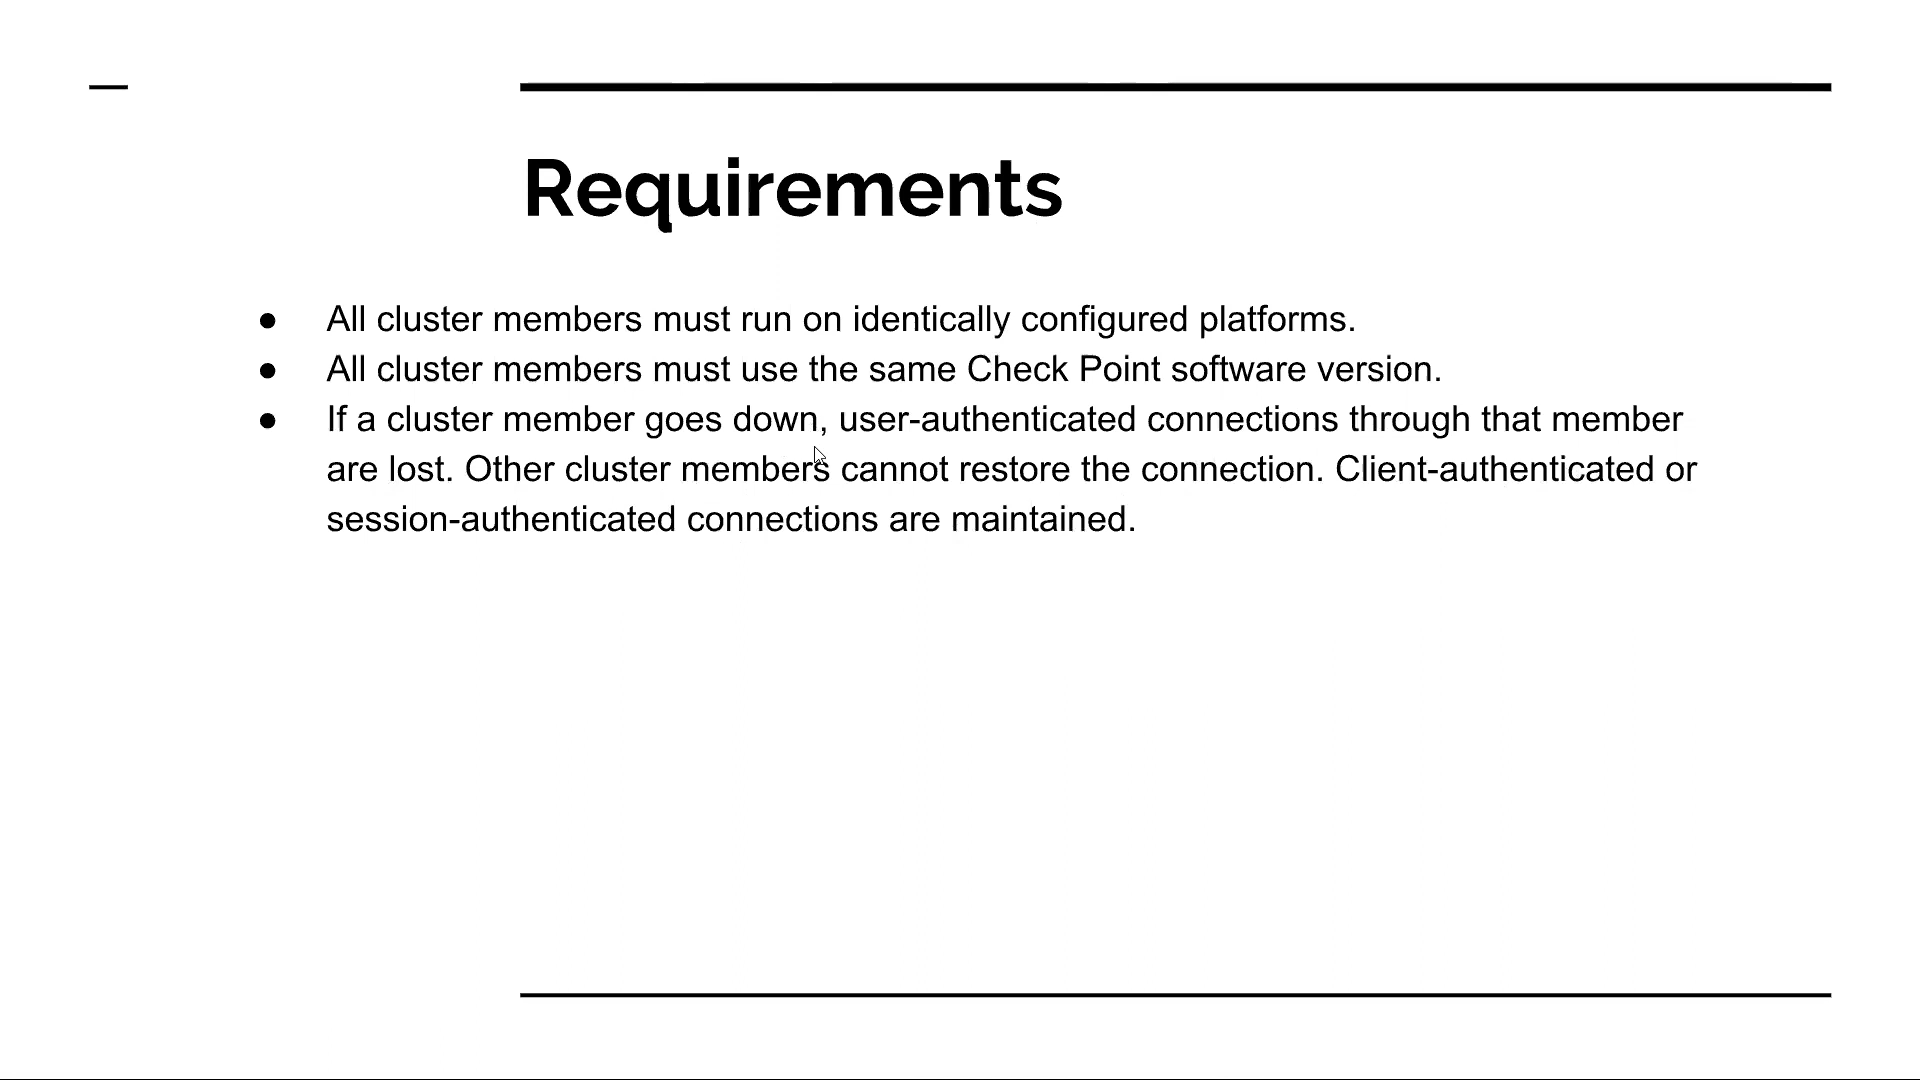 Requirements
● All cluster members must run on identically configured platforms.
● All cluster members must use the same Check Point software version.
● If a cluster member goes down, user-authenticated connections through that member
are lost. Other cluster members cannot restore the connection. Client-authenticated or
session-authenticated connections are maintained.